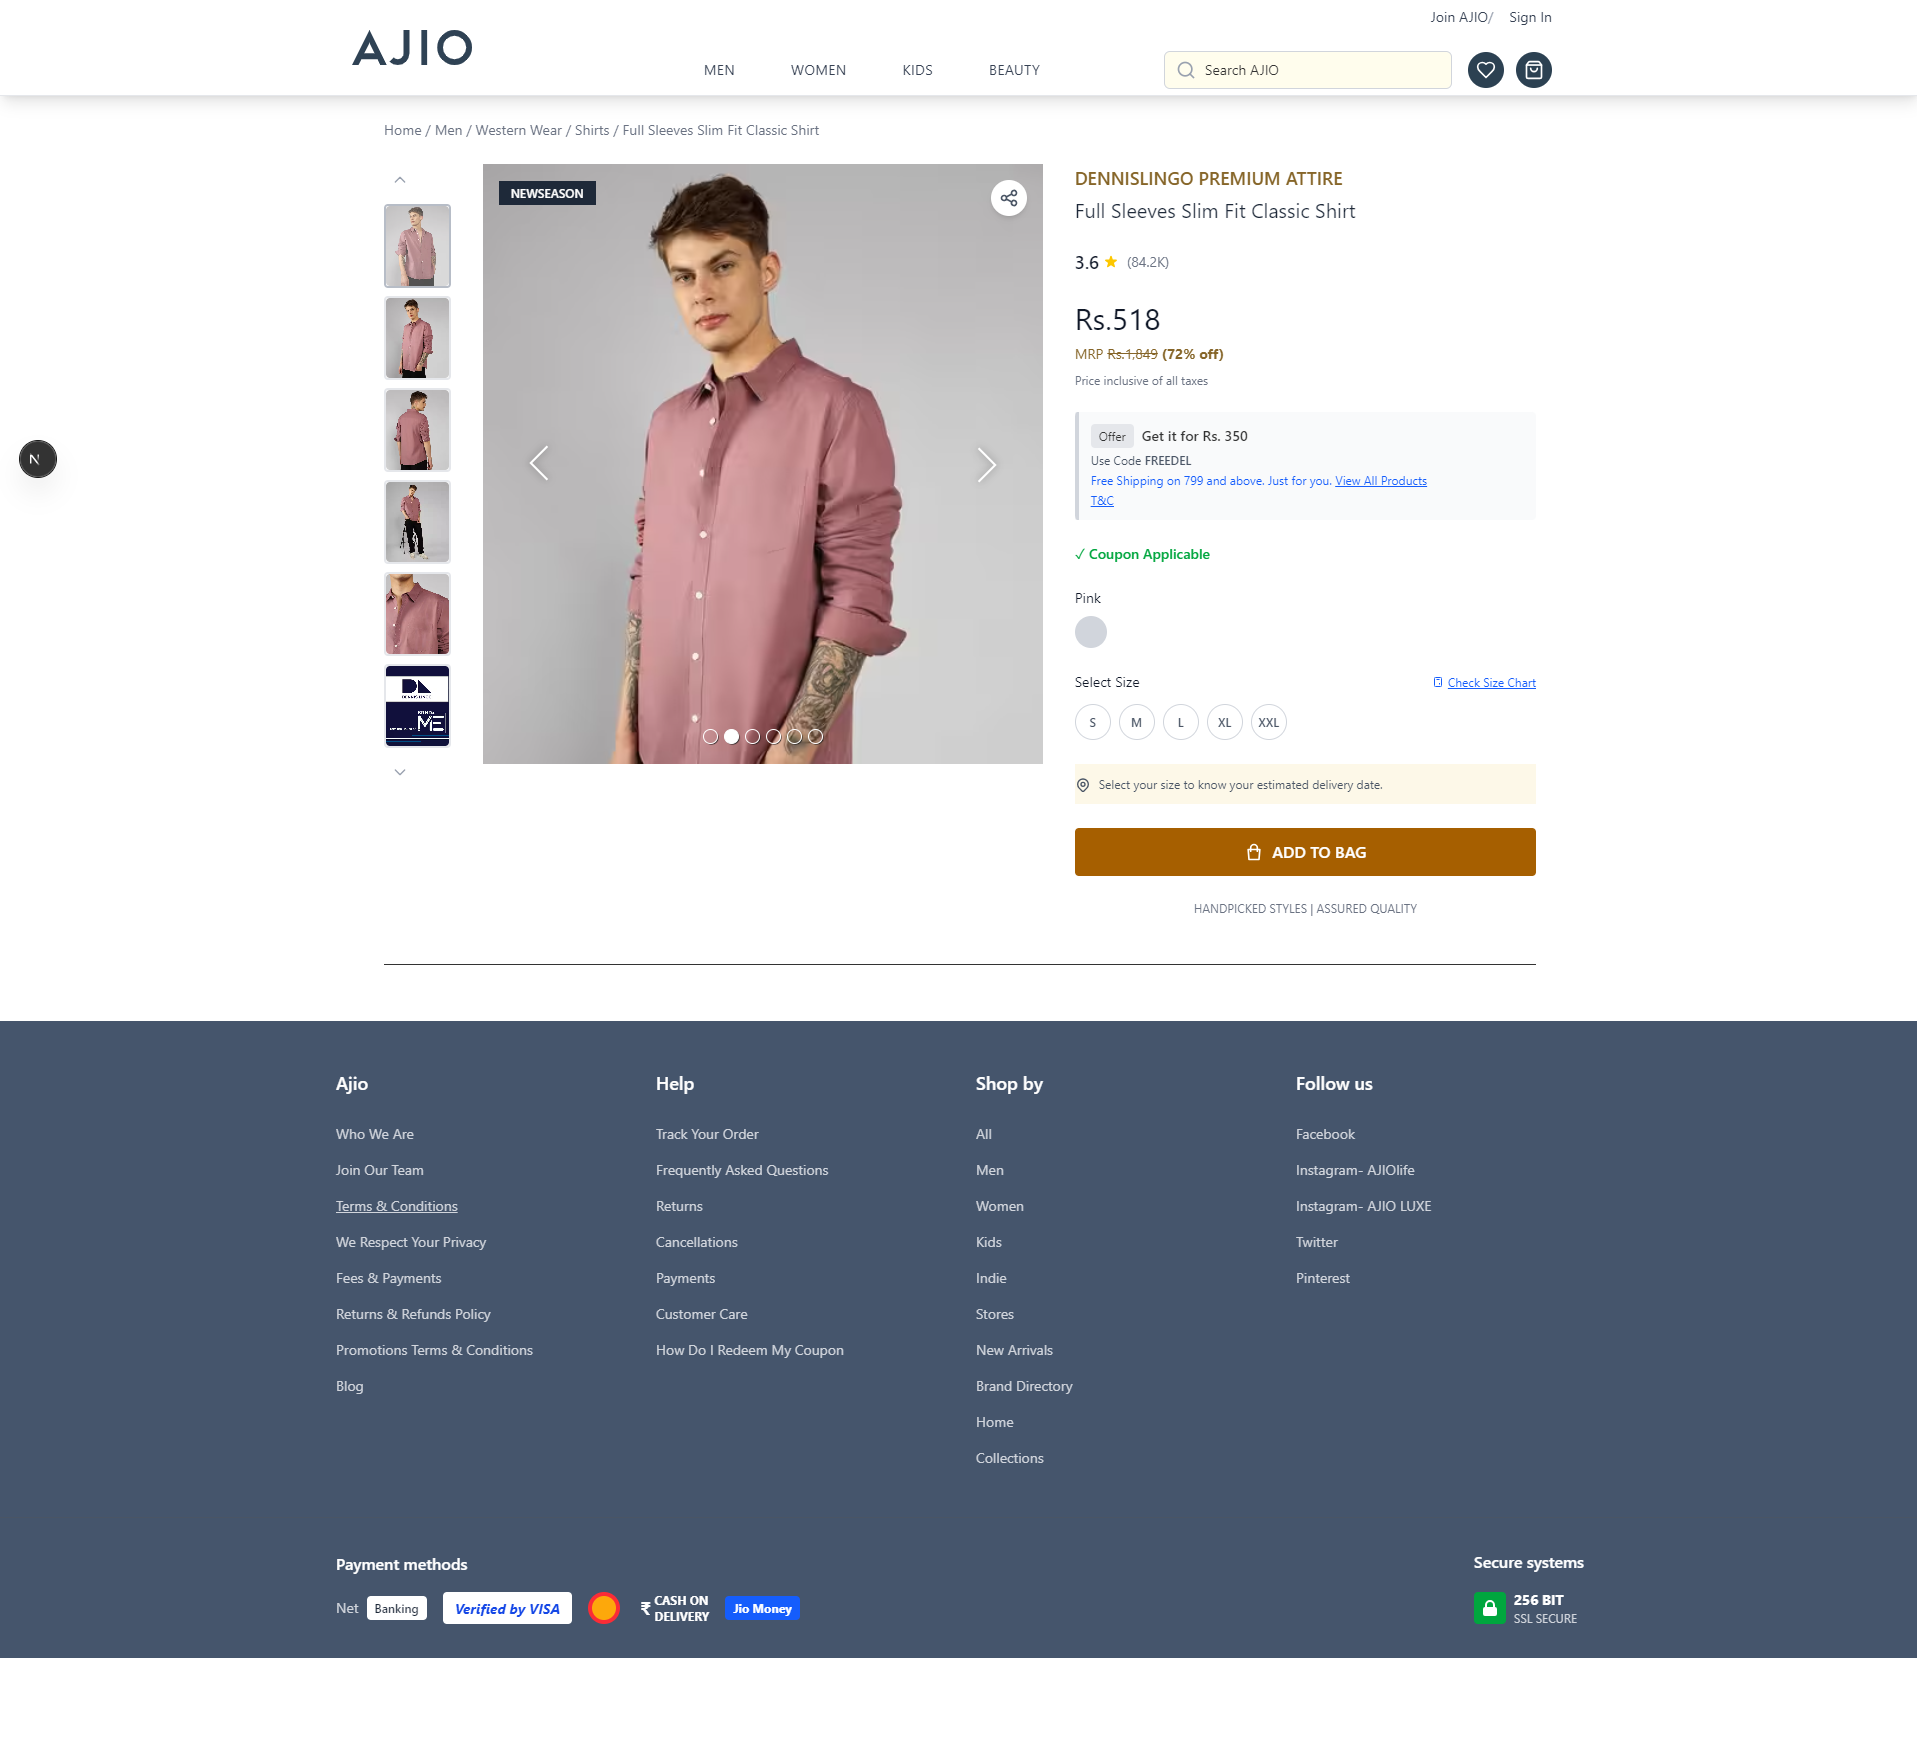 Join AJIO/ Sign In
AJIO
MEN WOMEN KIDS BEAUTY
Search AJIO
Home / Men / Western Wear / Shirts / Full Sleeves Slim Fit Classic Shirt
NEWSEASON
DENNISLINGO PREMIUM ATTIRE
Full Sleeves Slim Fit Classic Shirt
3.6 ★ (84.2K)
Rs.518
MRP Rs.1,849 (72% off)
Price inclusive of all taxes
Offer Get it for Rs. 350
Use Code FREEDEL
Free Shipping on 799 and above. Just for you. View All Products
T&C
✓ Coupon Applicable
Pink
Select Size Check Size Chart
S M L XL XXL
Select your size to know your estimated delivery date.
ADD TO BAG
HANDPICKED STYLES | ASSURED QUALITY
N
ME
Ajio
Who We Are
Join Our Team
Terms & Conditions
We Respect Your Privacy
Fees & Payments
Returns & Refunds Policy
Promotions Terms & Conditions
Blog
Help
Track Your Order
Frequently Asked Questions
Returns
Cancellations
Payments
Customer Care
How Do I Redeem My Coupon
Shop by
All
Men
Women
Kids
Indie
Stores
New Arrivals
Brand Directory
Home
Collections
Follow us
Facebook
Instagram- AJIOlife
Instagram- AJIO LUXE
Twitter
Pinterest
Payment methods
Net Banking
Verified by VISA
₹ CASH ON
DELIVERY
Jio Money
Secure systems
256 BIT
SSL SECURE